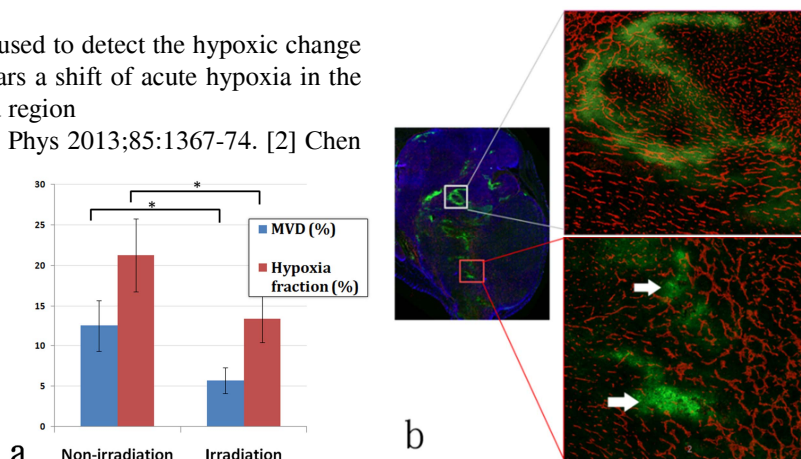 used to detect the hypoxic change
ars a shift of acute hypoxia in the
region
Phys 2013;85:1367-74. [2] Chen
30
25
20
15
10
5
0
*
*
MVD (%)
Hypoxia
fraction (%)
Non-irradiation Irradiation
a
b
2